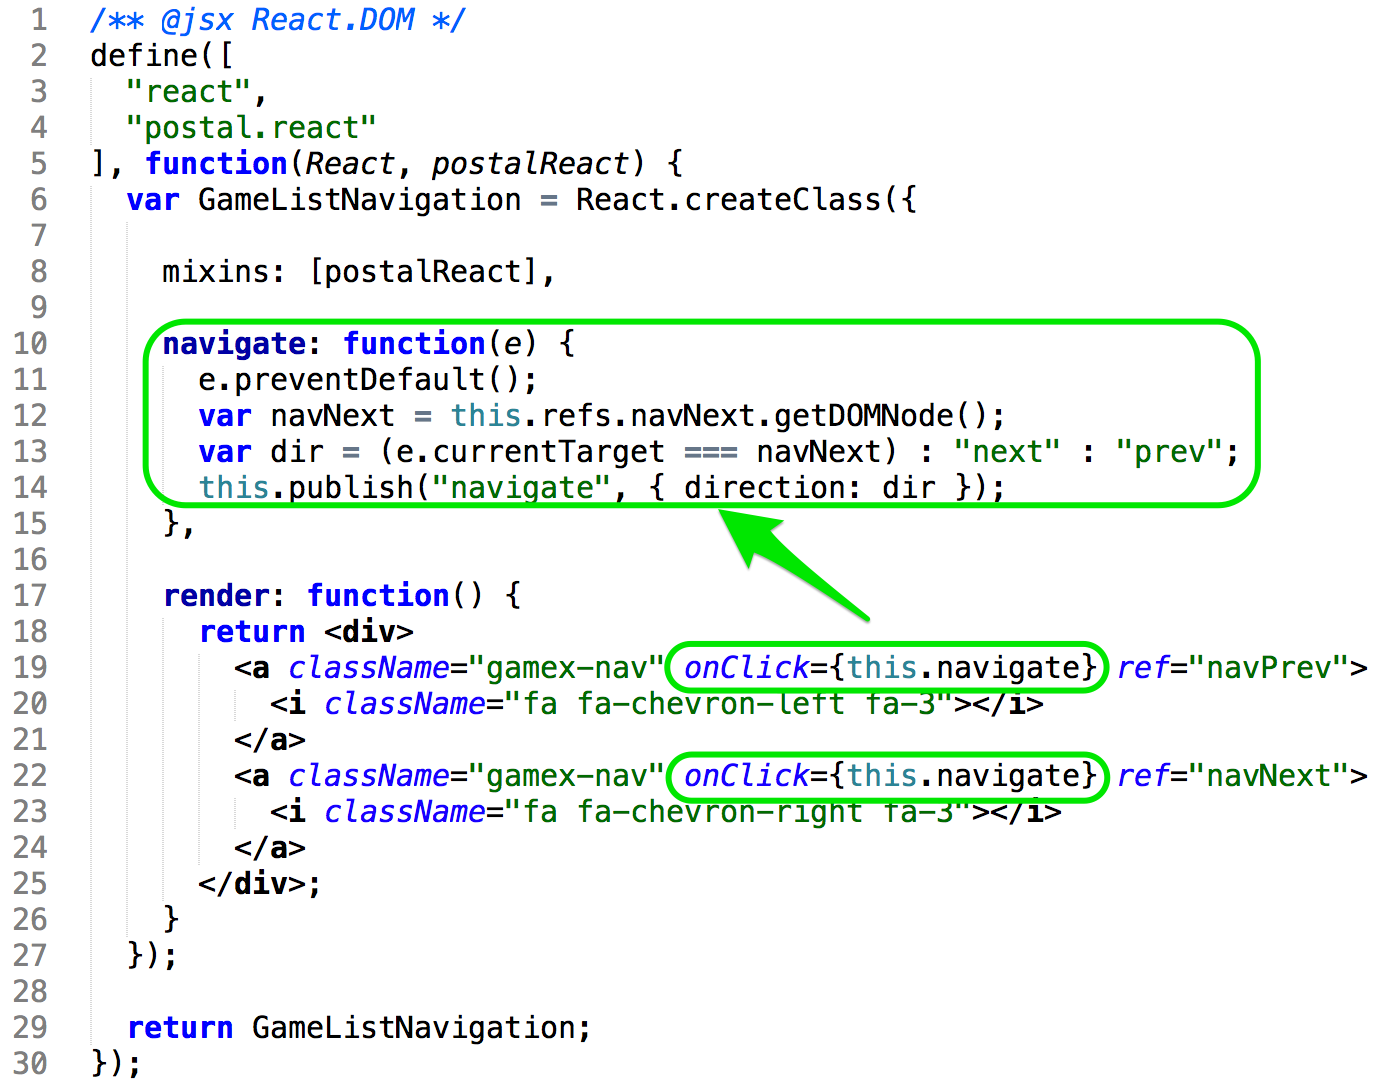 1 /** @jsx React.DOM */
2 define([
3 "react",
4 "postal.react"
5 ], function(React, postalReact) {
6 var GameListNavigation = React.createClass({
7
8 mixins: [postalReact],
9
10 navigate: function(e) {
11 e.preventDefault();
12 var navNext = this.refs.navNext.getDOMNode();
13 var dir = (e.currentTarget === navNext) : "next" : "prev";
14 this.publish("navigate", { direction: dir });
15 },
16
17 render: function() {
18 return <div>
19 <a className="gamex-nav" onClick={this.navigate} ref="navPrev">
20 <i className="fa fa-chevron-left fa-3"></i>
21 </a>
22 <a className="gamex-nav" onClick={this.navigate} ref="navNext">
23 <i className="fa fa-chevron-right fa-3"></i>
24 </a>
25 </div>;
26 }
27 });
28
29 return GameListNavigation;
30 });